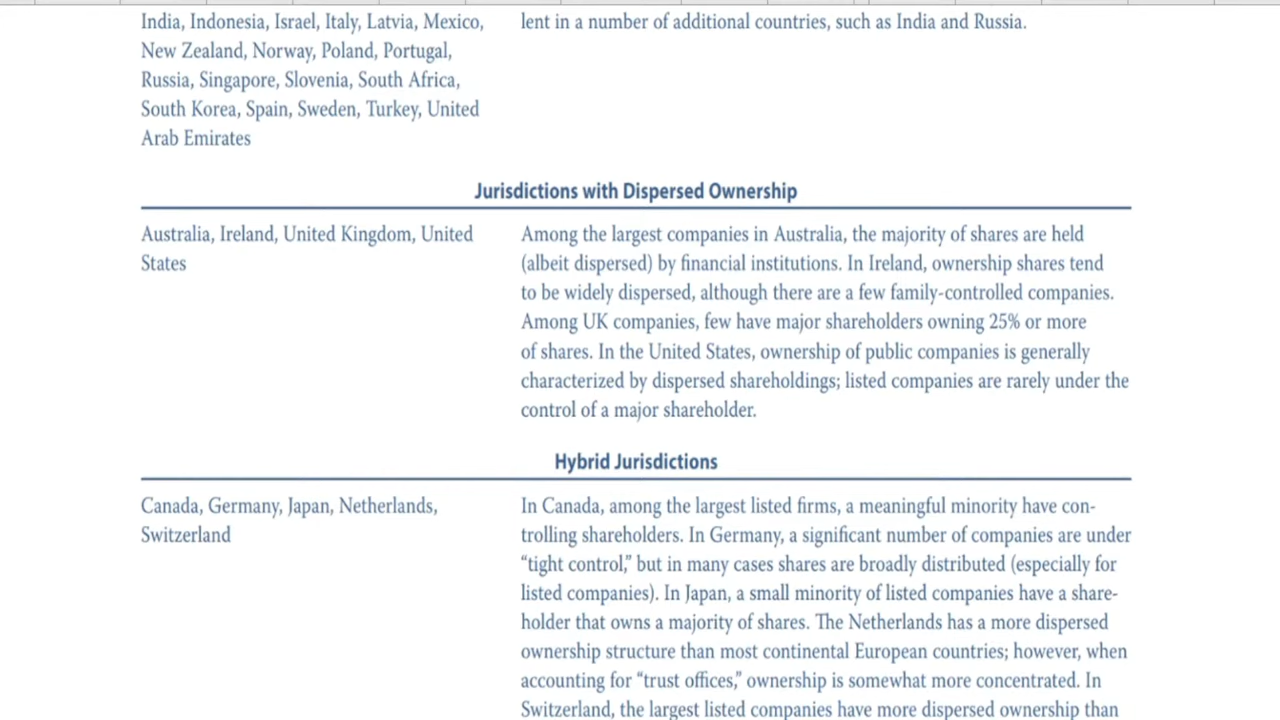 India, Indonesia, Israel, Italy, Latvia, Mexico,
New Zealand, Norway, Poland, Portugal,
Russia, Singapore, Slovenia, South Africa,
South Korea, Spain, Sweden, Turkey, United
Arab Emirates
lent in a number of additional countries, such as India and Russia.
Jurisdictions with Dispersed Ownership
Australia, Ireland, United Kingdom, United
States
Among the largest companies in Australia, the majority of shares are held
(albeit dispersed) by financial institutions. In Ireland, ownership shares tend
to be widely dispersed, although there are a few family-controlled companies.
Among UK companies, few have major shareholders owning 25% or more
of shares. In the United States, ownership of public companies is generally
characterized by dispersed shareholdings; listed companies are rarely under the
control of a major shareholder.
Hybrid Jurisdictions
Canada, Germany, Japan, Netherlands,
Switzerland
In Canada, among the largest listed firms, a meaningful minority have con-
trolling shareholders. In Germany, a significant number of companies are under
“tight control,” but in many cases shares are broadly distributed (especially for
listed companies). In Japan, a small minority of listed companies have a share-
holder that owns a majority of shares. The Netherlands has a more dispersed
ownership structure than most continental European countries; however, when
accounting for “trust offices,” ownership is somewhat more concentrated. In
Switzerland, the largest listed companies have more dispersed ownership than